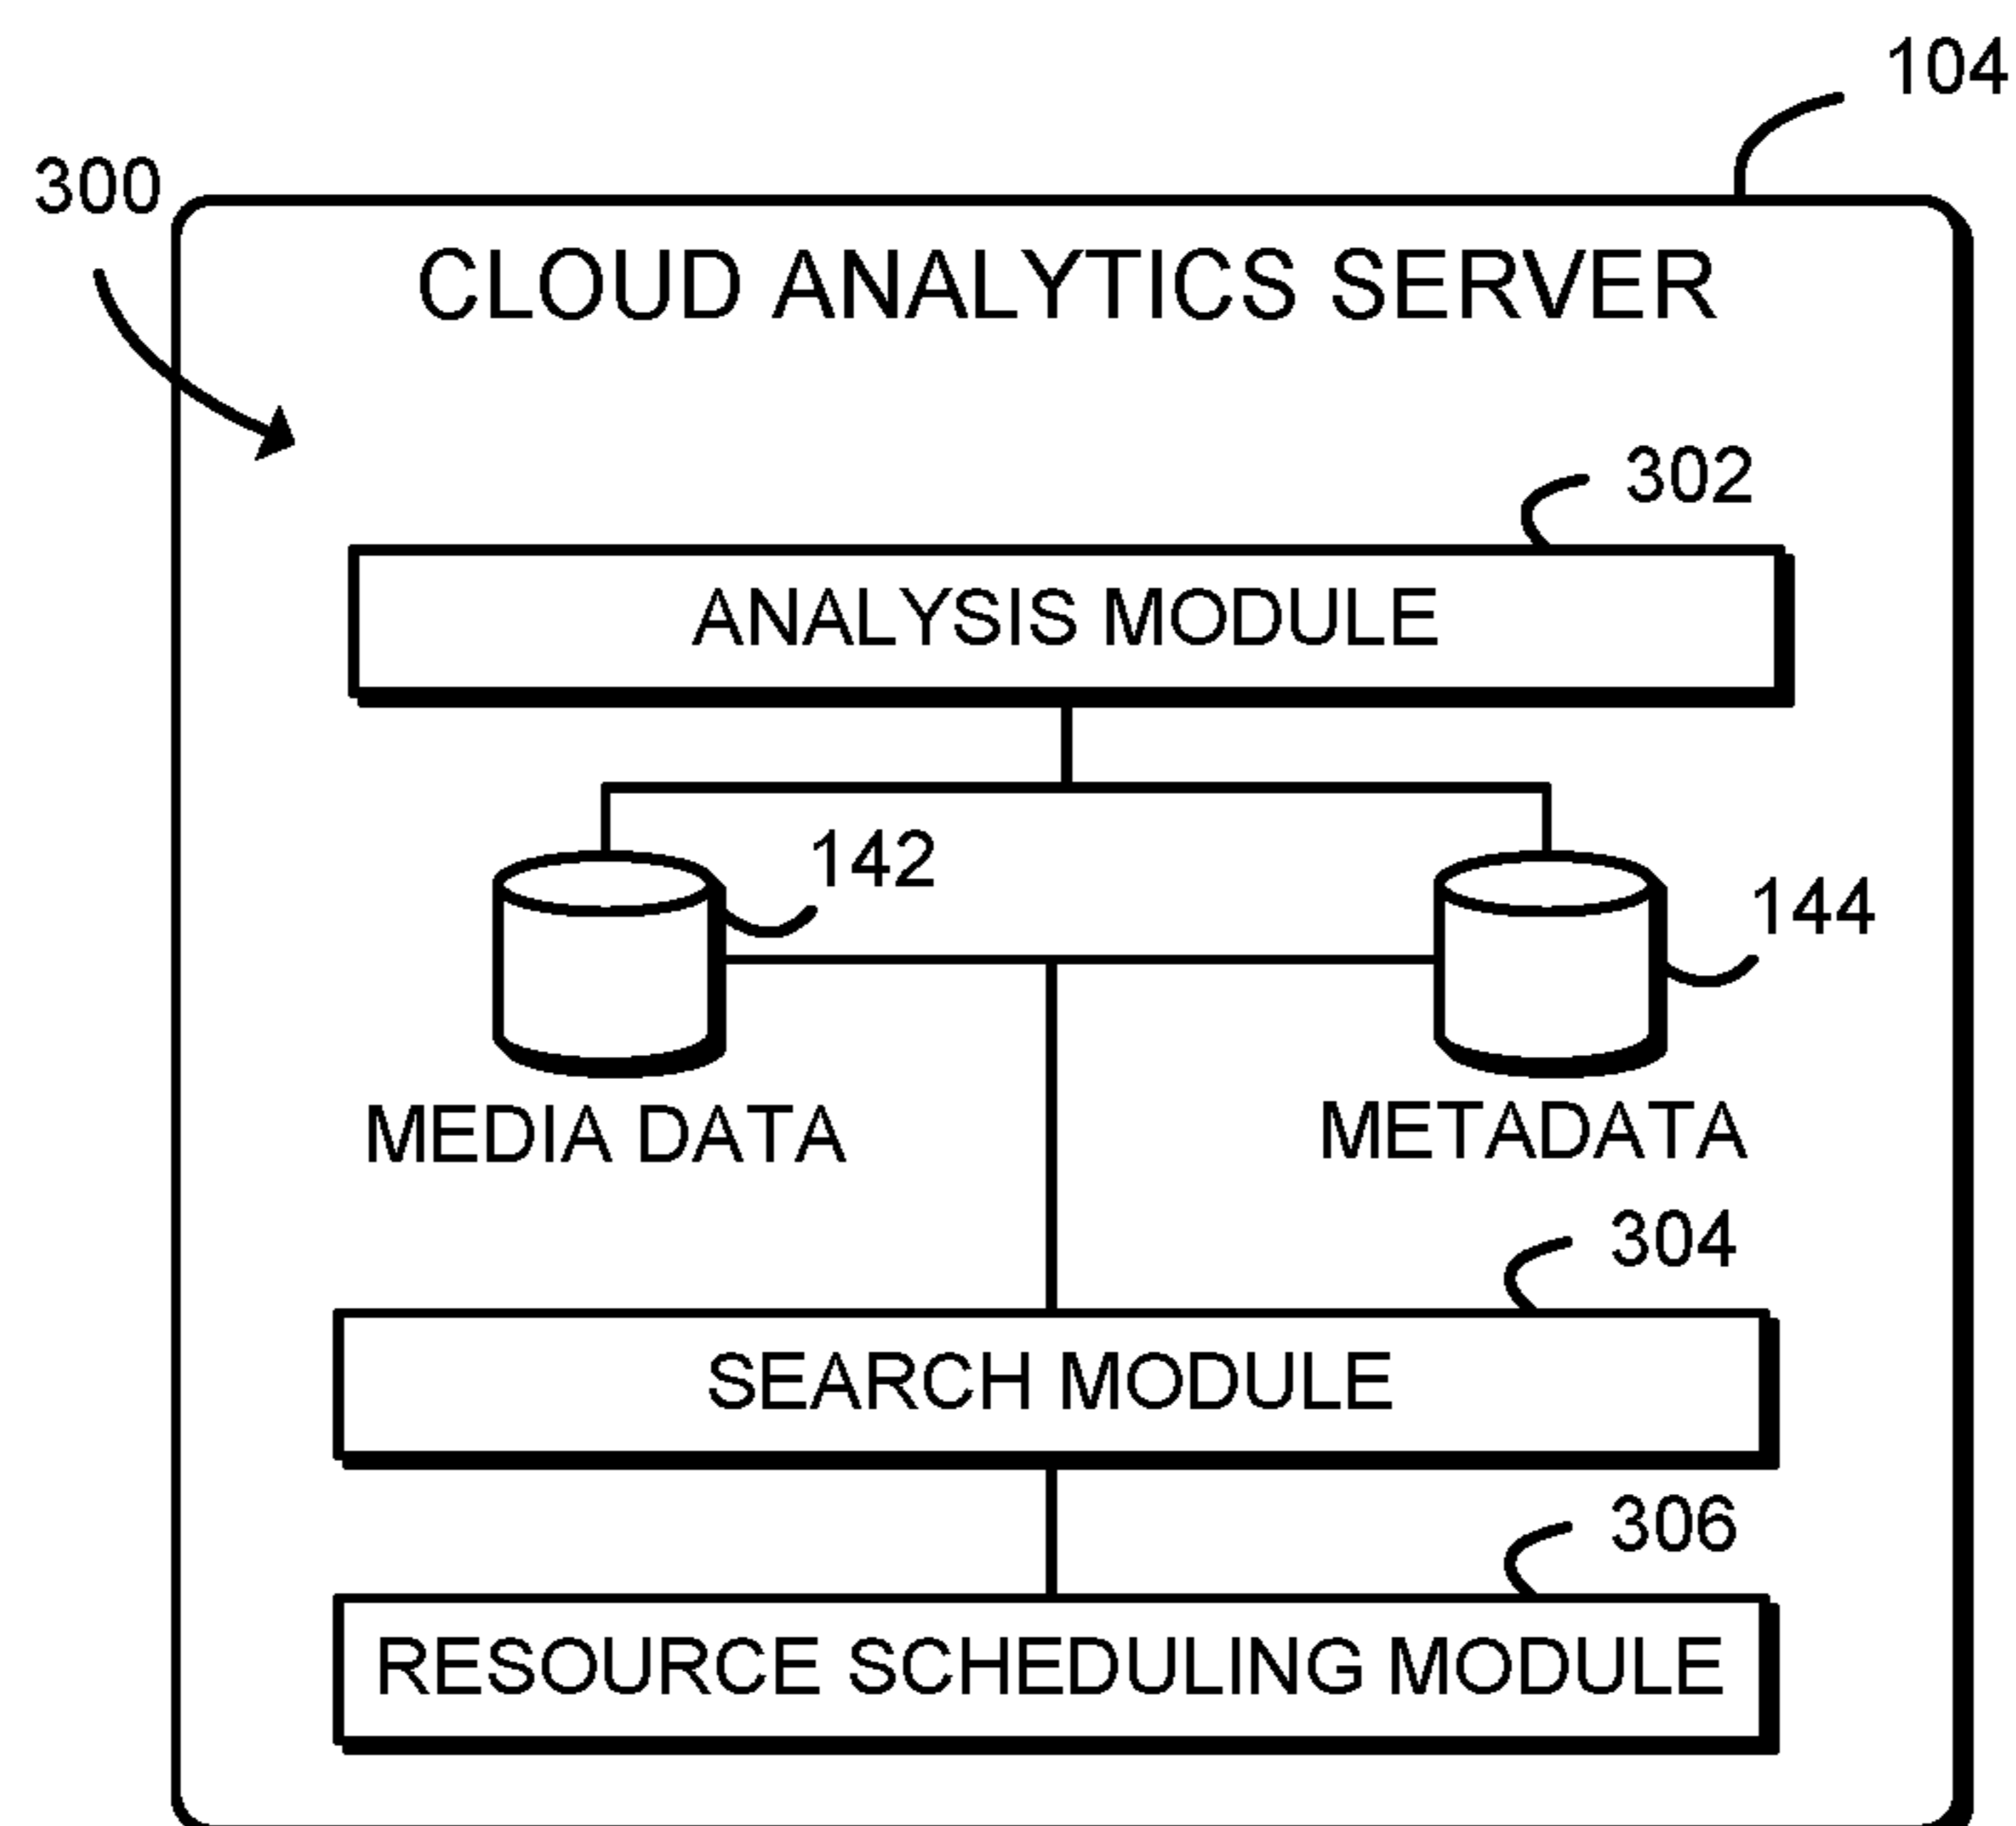 104
300
CLOUD ANALYTICS SERVER
302
ANALYSIS MODULE
142
144
MEDIA DATA
METADATA
304
SEARCH MODULE
306
RESOURCE SCHEDULING MODULE